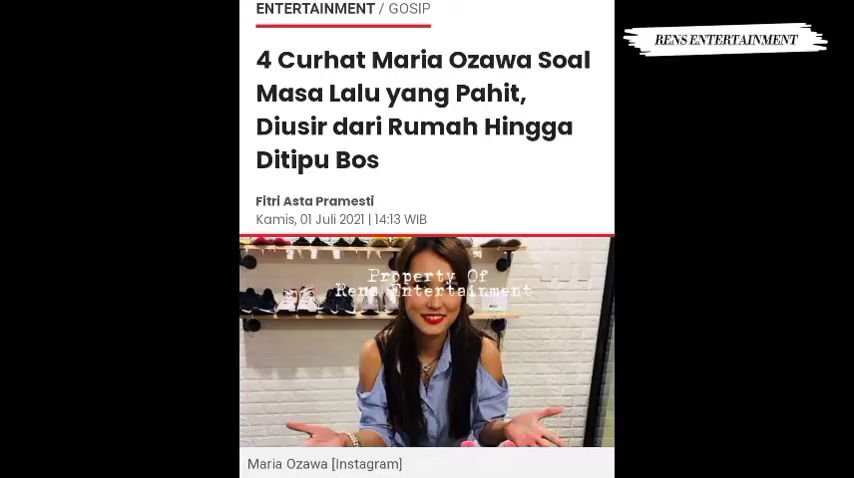 ENTERTAINMENT / GOSIP
RENS ENTERTAINMENT
4 Curhat Maria Ozawa Soal
Masa Lalu yang Pahit,
Diusir dari Rumah Hingga
Ditipu Bos
Fitri Asta Pramesti
Kamis, 01 Juli 2021 | 14:13 WIB
Property Of
Rens Entertainment
Maria Ozawa [Instagram]